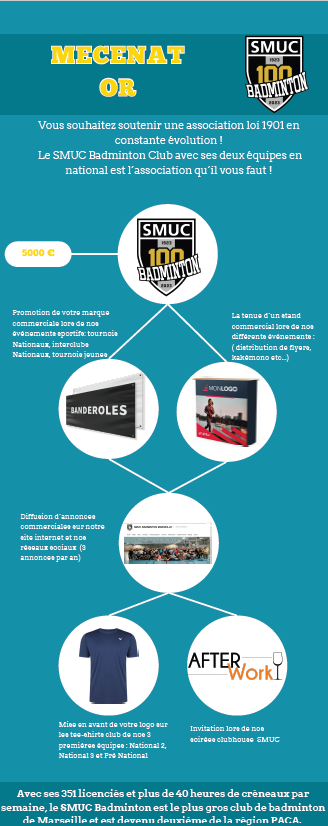 MECENAT
OR
SMUC
1923
100
2023
BADMINTON
Vous souhaitez soutenir une association loi 1901 en
constante évolution !
Le SMUC Badminton Club avec ses deux équipes en
national est l'association qu'il vous faut !
5000 €
SMUC
1923
100
2023
BADMINTON
Promotion de votre marque
commerciale lors de nos
évènements sportifs: tournois
Nationaux, interclubs
Nationaux, tournois jeunes
La tenue d'un stand
commercial lors de nos
différents événements :
( distribution de flyers,
kakémono etc...)
BANDEROLES
MONLOGO
Diffusion d'annonces
commerciales sur notre
site internet et nos
réseaux sociaux (3
annonces par an)
AFTER
Work
Mise en avant de votre logo sur
les tee-shirts club de nos 3
premières équipes : National 2,
National 3 et Pré National
Invitation lors de nos
soirées clubhouse SMUC
Avec ses 351 licenciés et plus de 40 heures de créneaux par
semaine, le SMUC Badminton est le plus gros club de badminton
de Marseille et est devenu deuxième de la région PACA.